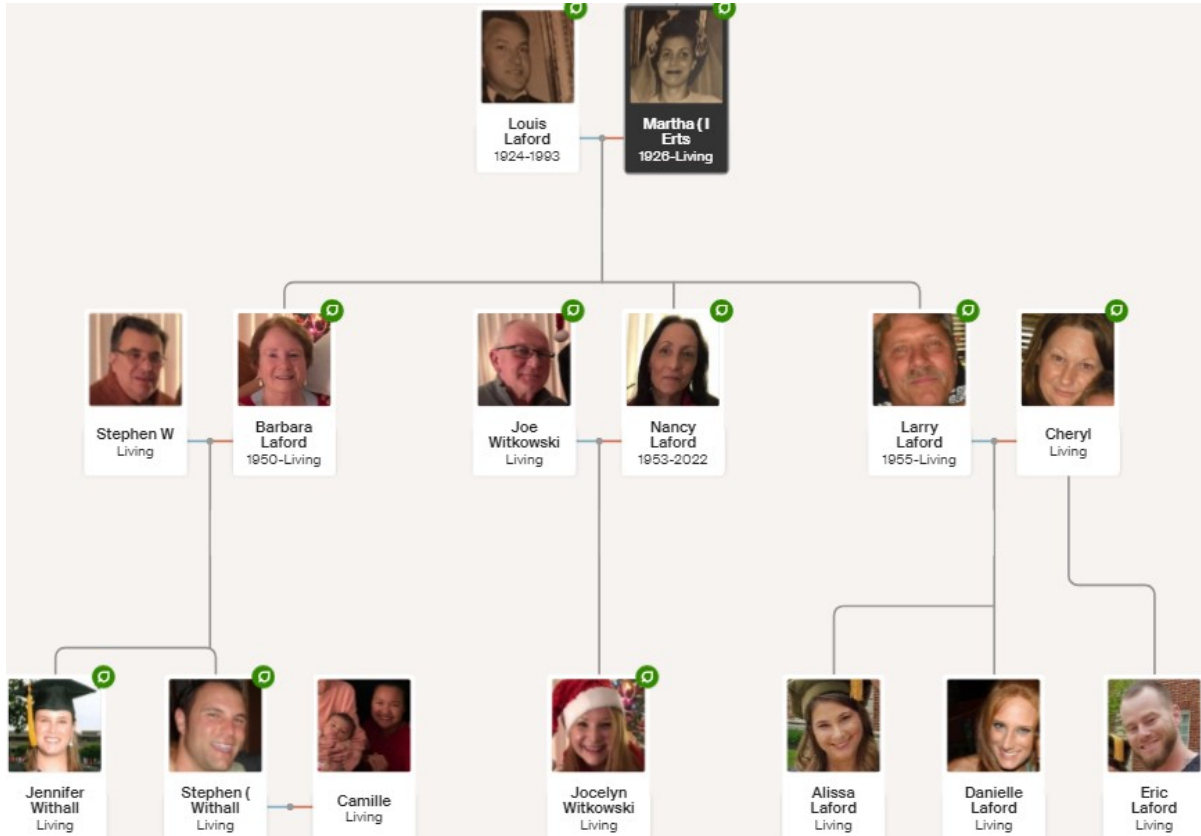 Louis
Laford
1924-1993
Martha ( I
Erts
1926-Living
Stephen W
Living
Barbara
Laford
1950-Living
Joe
Witkowski
Living
Nancy
Laford
1953-2022
Larry
Laford
1955-Living
Cheryl
Living
Jennifer
Withall
Living
Stephen (
Withall
Living
Camille
Living
Jocelyn
Witkowski
Living
Alissa
Laford
Living
Danielle
Laford
Living
Eric
Laford
Living